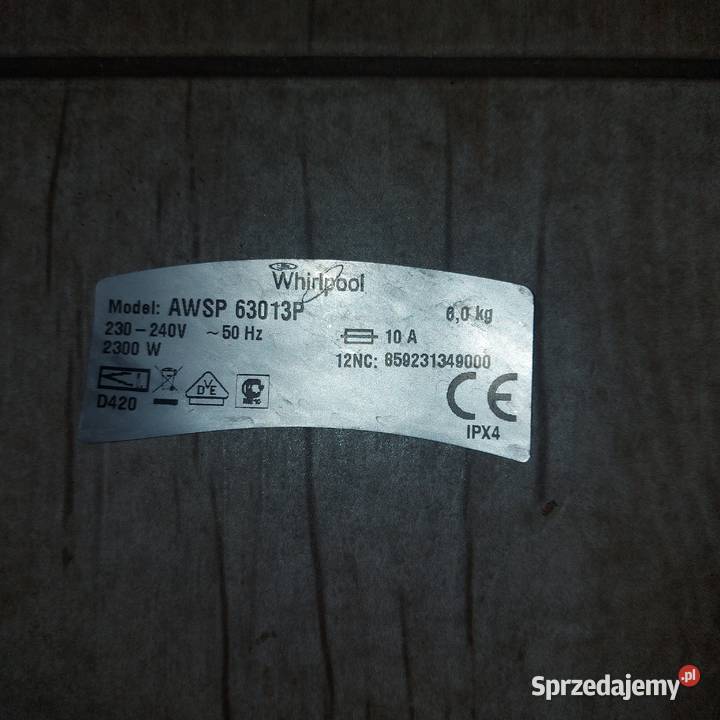 Whirlpool
Model: AWSP 63013P 6,0 kg
230-240V ~50 Hz 10 A
2300 W 12NC: 859231349000
D420
VE
IPX4
CE
Sprzedajemy.pl